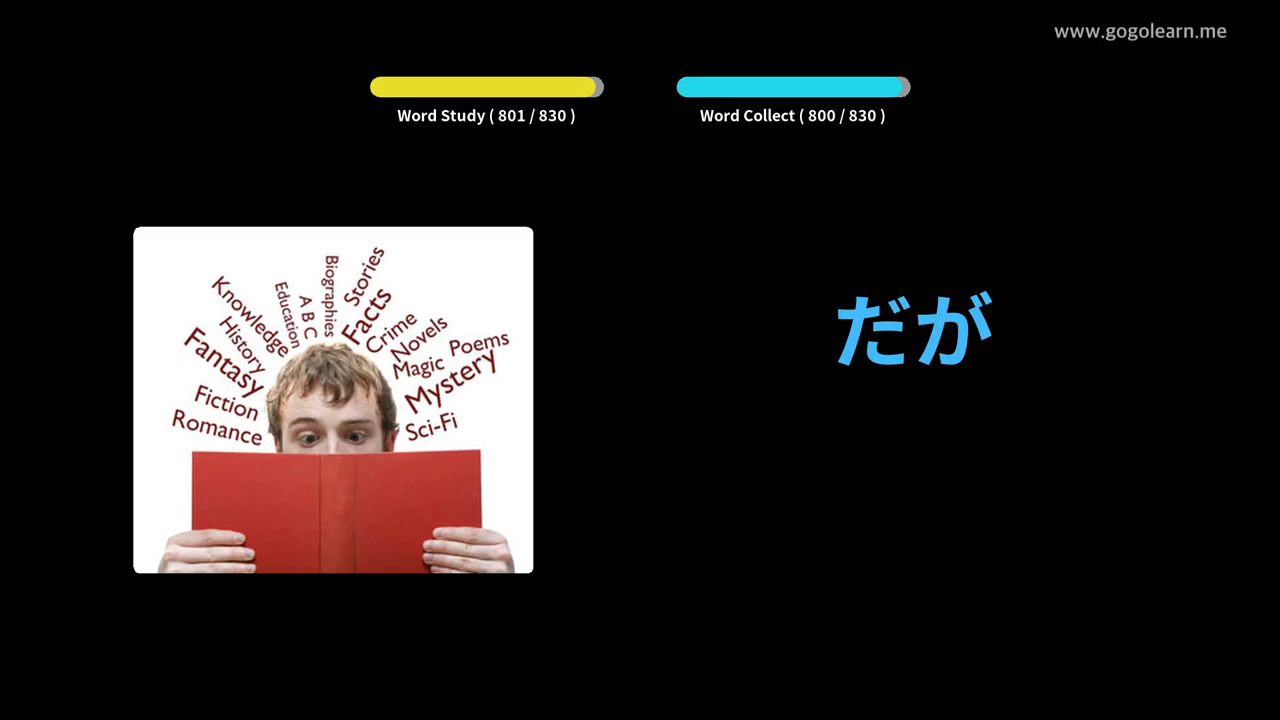 www.gogolearn.me
Word Study ( 801 / 830 )
Word Collect ( 800 / 830 )
だが
Biographies
Stories
Education
A B C
Facts
Knowledge
History
Crime
Novels
Fantasy
Magic
Poems
Fiction
Mystery
Romance
Sci-Fi